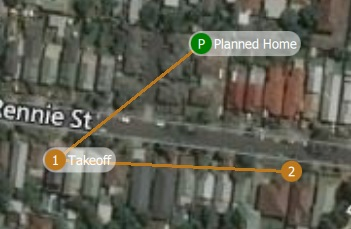 P Planned Home
Rennie St
1 Takeoff
2